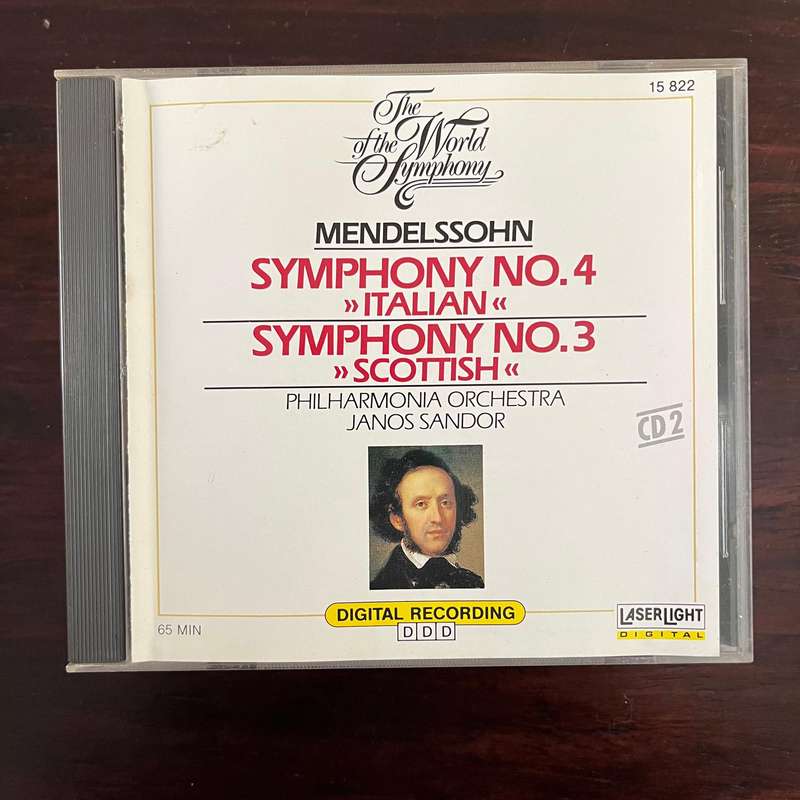 15 822
The World
of the
Symphony
MENDELSSOHN
SYMPHONY NO. 4
»ITALIAN«
SYMPHONY NO. 3
»SCOTTISH«
PHILHARMONIA ORCHESTRA
JANOS SANDOR
CD 2
DIGITAL RECORDING
DDD
65 MIN
LASERLIGHT
DIGITAL